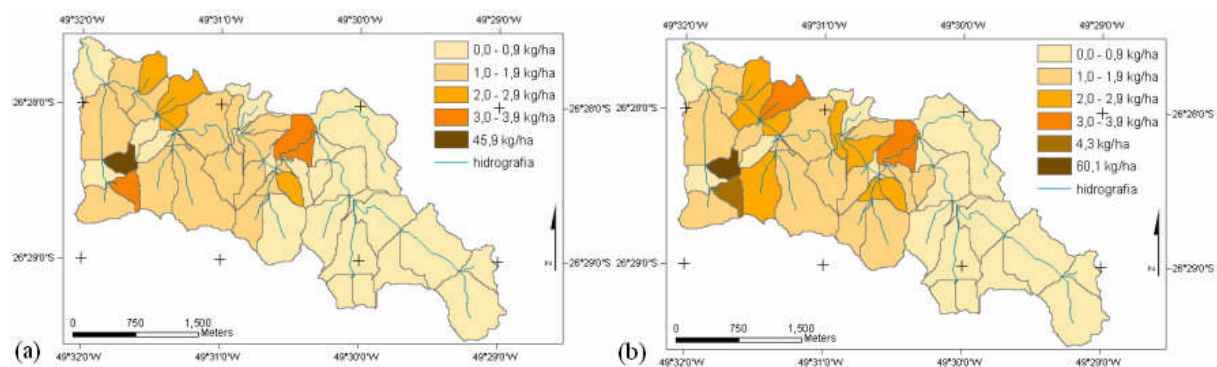 49°32'0"W 49°31'0"W 49°30'0"W 49°29'0"W
0,0 - 0,9 kg/ha
1,0 - 1,9 kg/ha
2,0 - 2,9 kg/ha
3,0 - 3,9 kg/ha
45,9 kg/ha
hidrografia
26°28'0"S
26°28'0"S
26°29'0"S
26°29'0"S
N
0 750 1,500
Meters
49°32'0"W 49°31'0"W 49°30'0"W 49°29'0"W
(a)
49°32'0"W 49°31'0"W 49°30'0"W 49°29'0"W
0,0 - 0,9 kg/ha
1,0 - 1,9 kg/ha
2,0 - 2,9 kg/ha
3,0 - 3,9 kg/ha
4,3 kg/ha
60,1 kg/ha
hidrografia
26°28'0"S
26°29'0"S
N
0 750 1,500
Meters
49°32'0"W 49°31'0"W 49°30'0"W 49°29'0"W
(b)